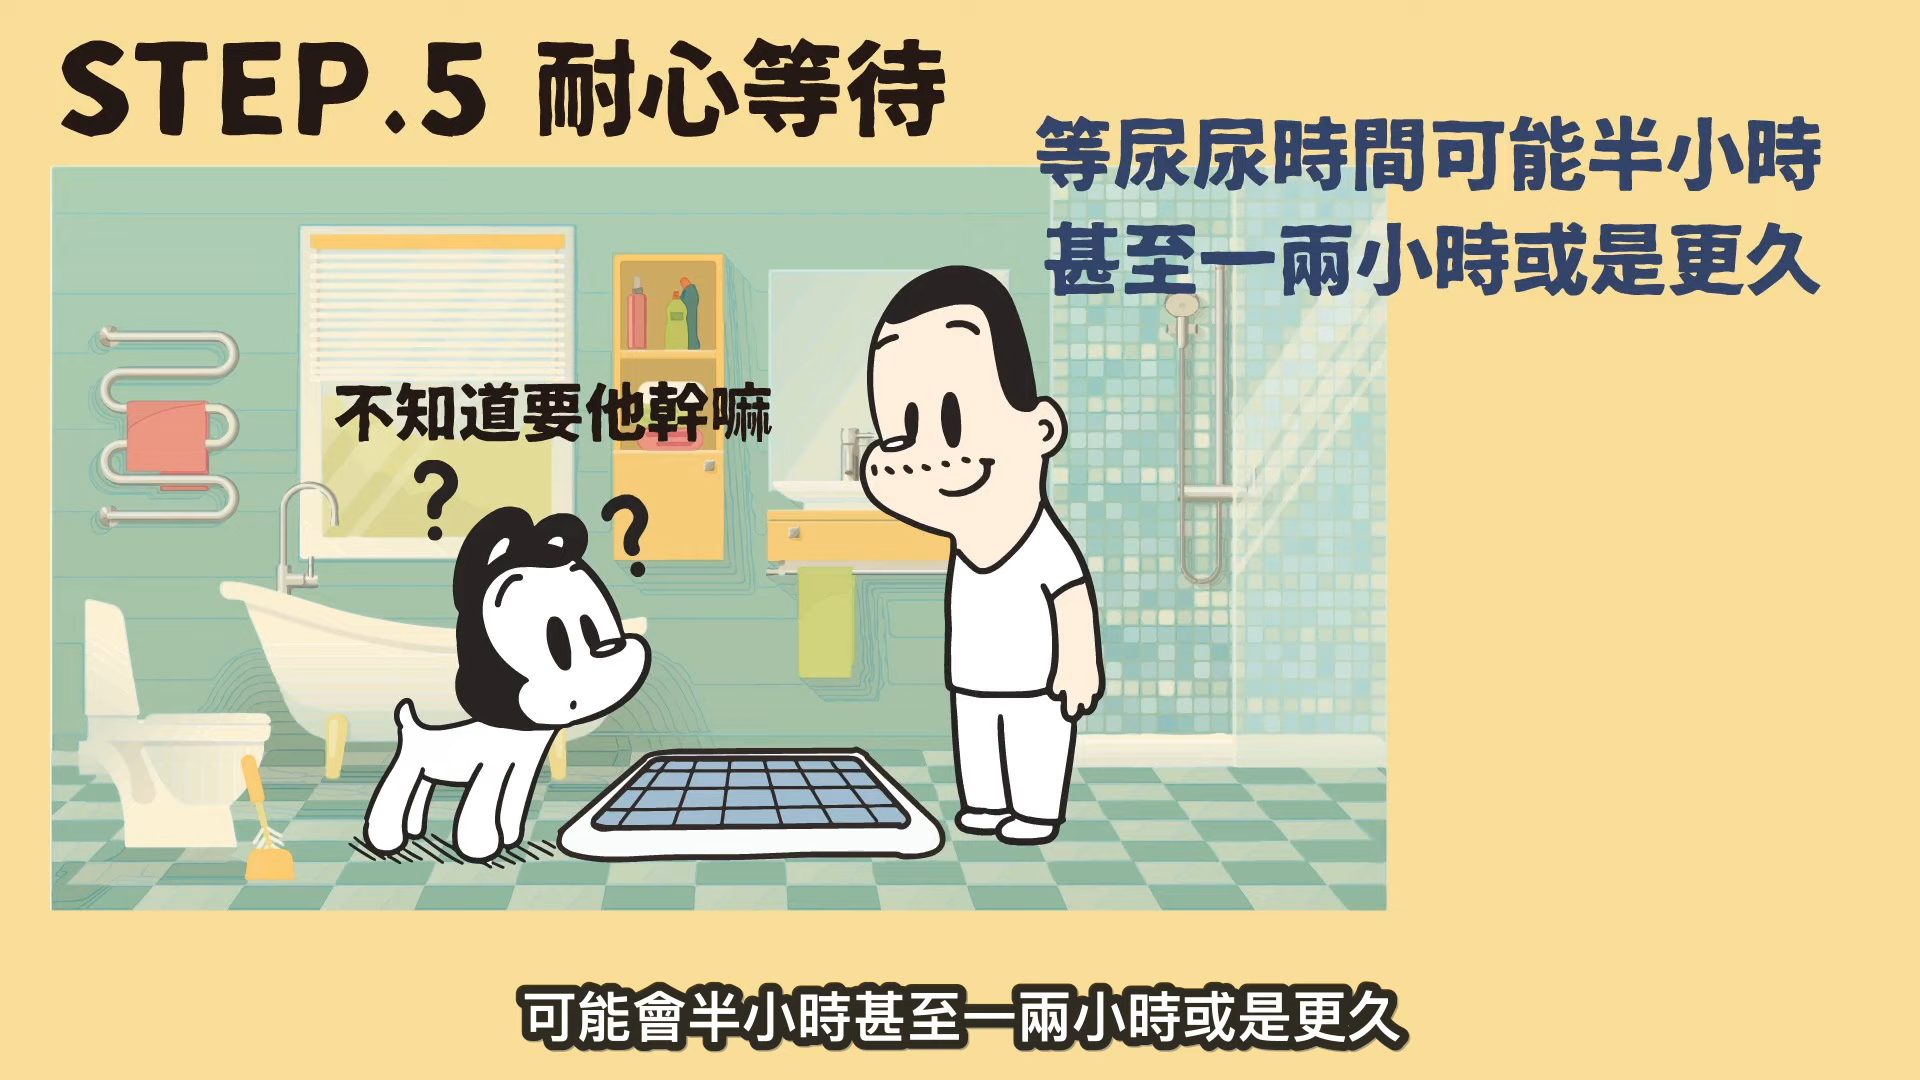 STEP.5 耐心等待
等尿尿時間可能半小時
甚至一兩小時或是更久
不知道要他幹嘛
? ?
可能會半小時甚至一兩小時或是更久